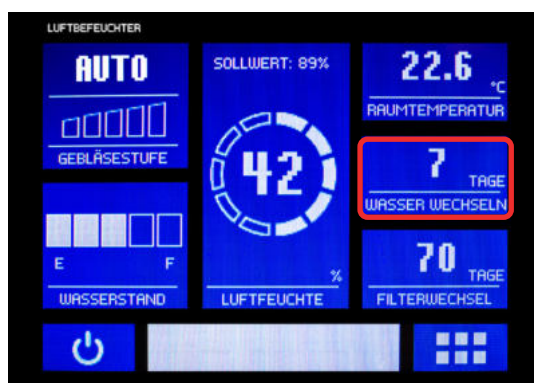 LUFTBEFEUCHTER
AUTO
GEBLÄSESTUFE
E F
WASSERSTAND
SOLLWERT: 89%
42
%
LUFTFEUCHTE
22.6 °C
RAUMTEMPERATUR
7 TAGE
WASSER WECHSELN
70 TAGE
FILTERWECHSEL